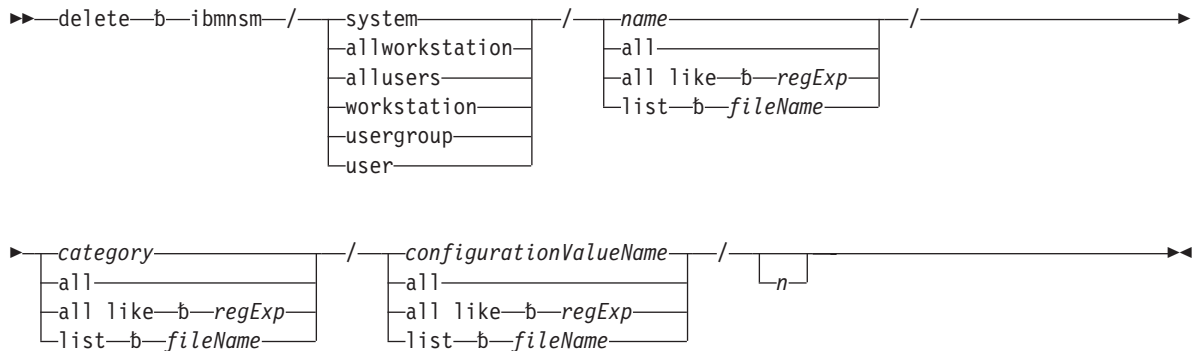 delete ƀ ibmnsm / system / name /
allworkstation all
allusers all like ƀ regExp
workstation list ƀ fileName
usergroup
user
category / configurationValueName / n
all all
all like ƀ regExp all like ƀ regExp
list ƀ fileName list ƀ fileName